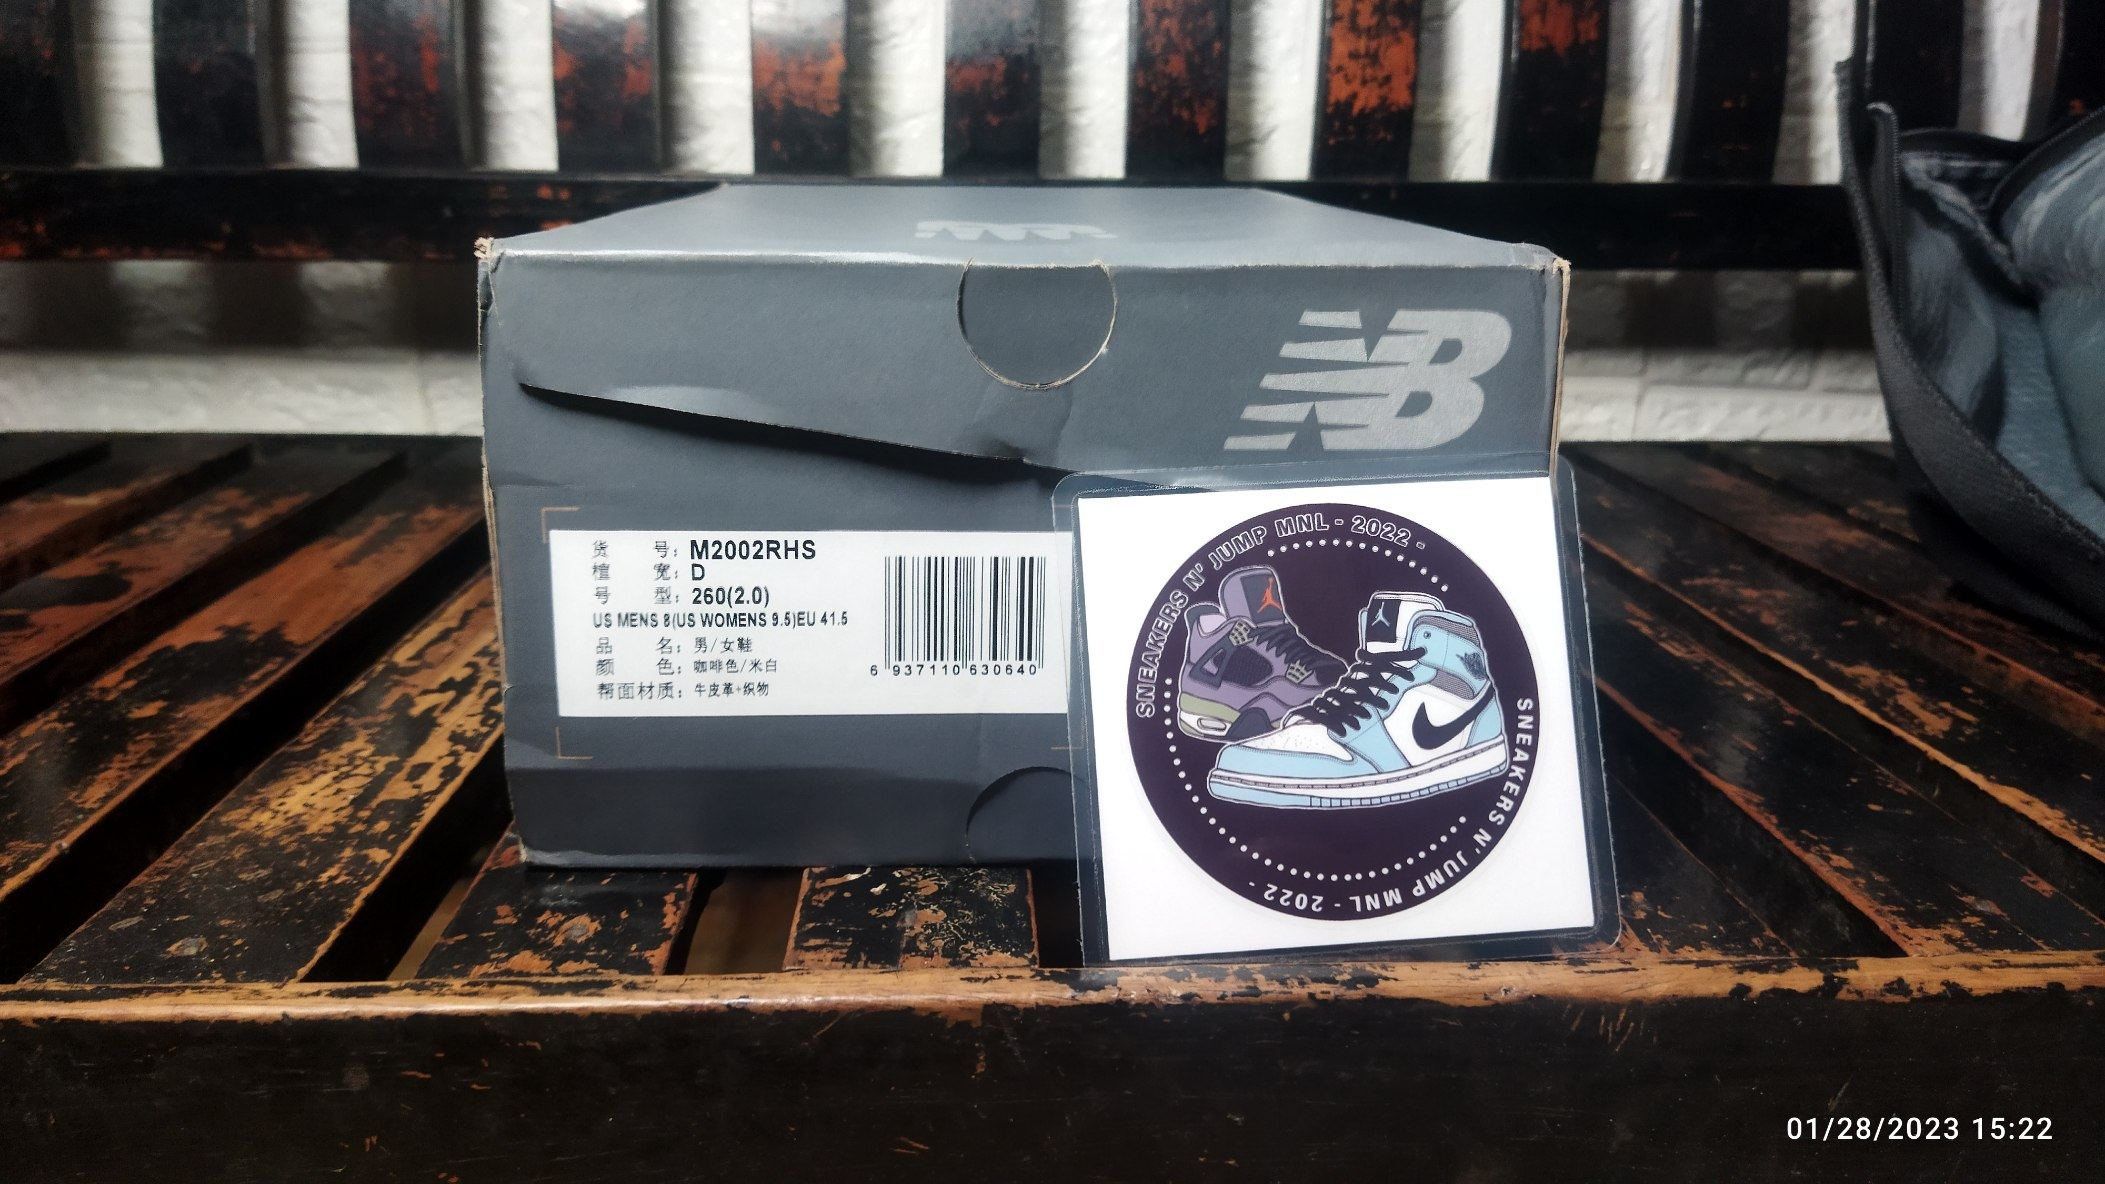 NB
货 号: M2002RHS
楦 宽: D
号 型: 260(2.0)
US MENS 8(US WOMENS 9.5)EU 41.5
品 名: 男/女鞋
颜 色: 咖啡色/米白
帮面材质: 牛皮革+织物
6 937110 630640
SNEAKERS N' JUMP MNL - 2022 -
SNEAKERS N' JUMP MNL - 2022 -
01/28/2023 15:22